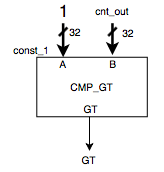 1 cnt_out
32 32
const_1
A B
CMP_GT
GT
GT